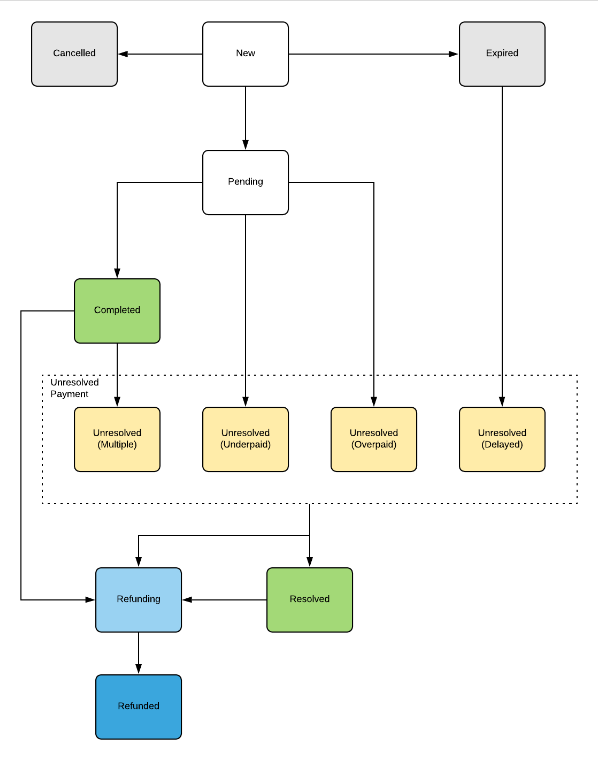 Cancelled
New
Expired
Pending
Completed
Unresolved
Payment
Unresolved
(Multiple)
Unresolved
(Underpaid)
Unresolved
(Overpaid)
Unresolved
(Delayed)
Refunding
Resolved
Refunded